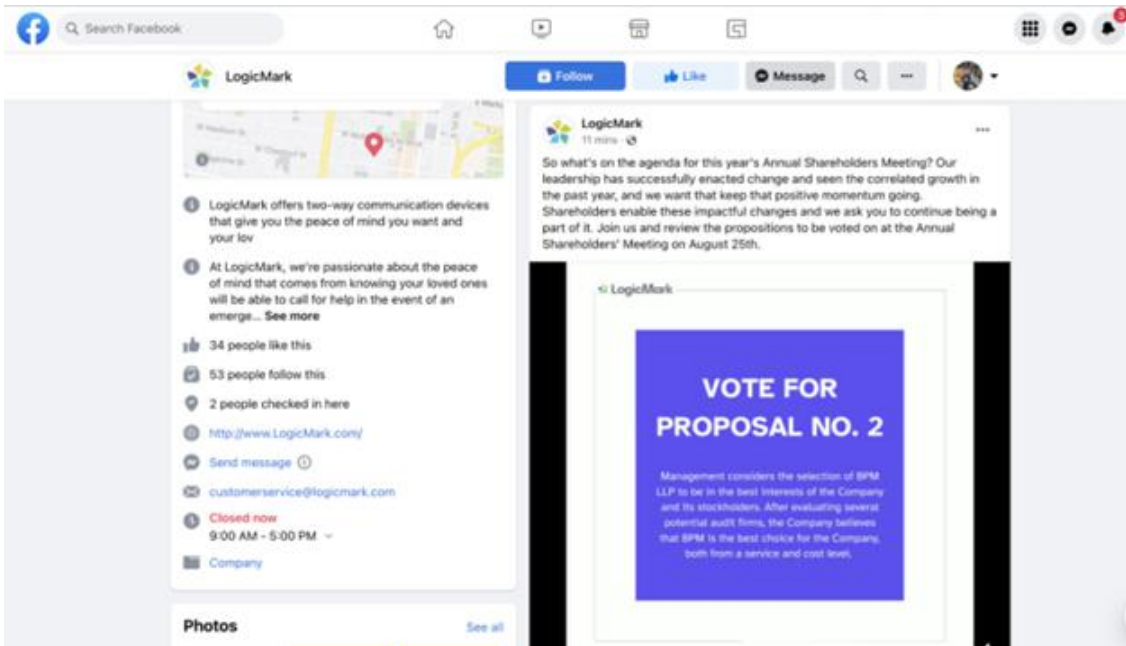 Search Facebook
3
LogicMark
Follow
Like
Message
LogicMark offers two-way communication devices
that give you the peace of mind you want and
your lov
At LogicMark, we're passionate about the peace
of mind that comes from knowing your loved ones
will be able to call for help in the event of an
emerge... See more
34 people like this
53 people follow this
2 people checked in here
http://www.LogicMark.com/
Send message
customerservice@logicmark.com
Closed now
9:00 AM - 5:00 PM
Company
Photos
See all
LogicMark
11 mins
So what's on the agenda for this year's Annual Shareholders Meeting? Our
leadership has successfully enacted change and seen the correlated growth in
the past year, and we want that keep that positive momentum going.
Shareholders enable these impactful changes and we ask you to continue being a
part of it. Join us and review the propositions to be voted on at the Annual
Shareholders' Meeting on August 25th.
LogicMark
VOTE FOR
PROPOSAL NO. 2
Management considers the selection of BPM
LLP to be in the best interests of the Company
and its stockholders. After evaluating several
potential audit firms, the Company believes
that BPM is the best choice for the Company,
both from a service and cost level.